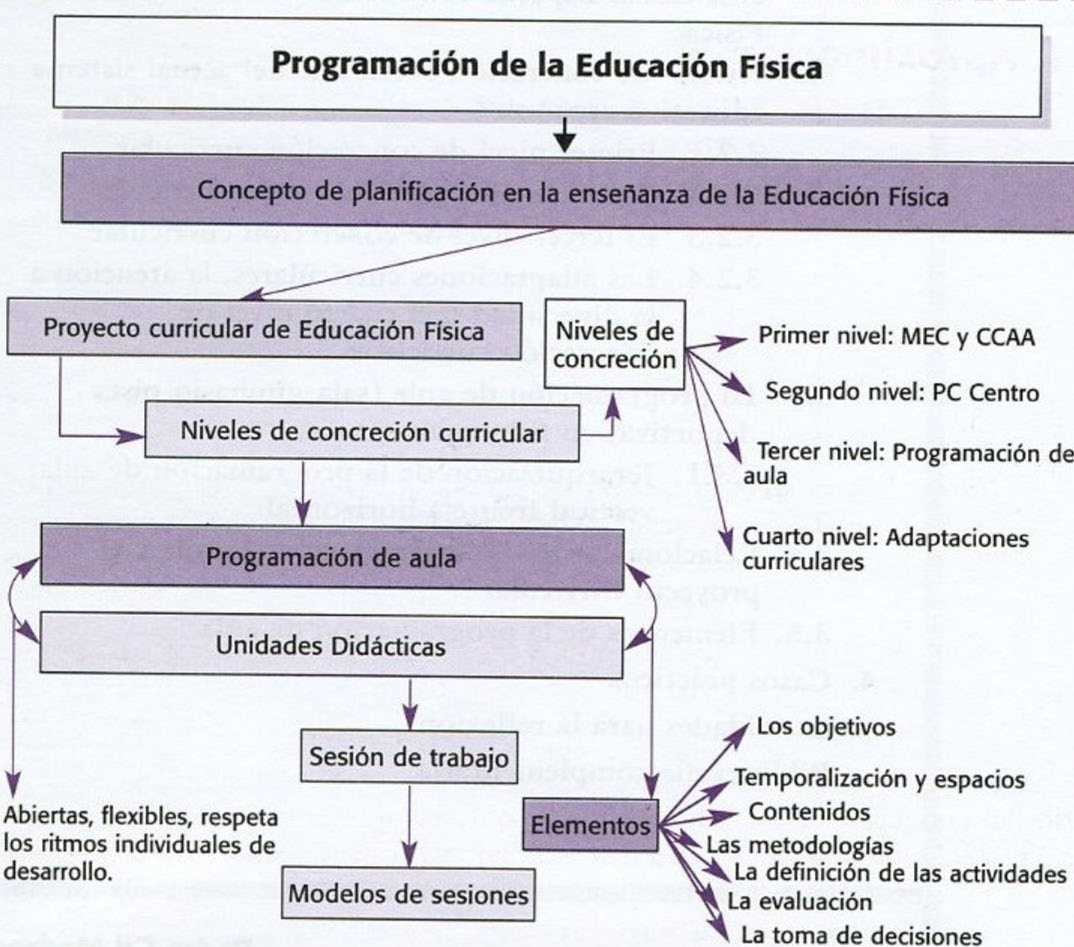 Programación de la Educación Física
Concepto de planificación en la enseñanza de la Educación Física
Proyecto curricular de Educación Física
Niveles de
concreción
Primer nivel: MEC y CCAA
Segundo nivel: PC Centro
Niveles de concreción curricular
Tercer nivel: Programación de
aula
Cuarto nivel: Adaptaciones
curriculares
Programación de aula
Unidades Didácticas
Sesión de trabajo
Los objetivos
Temporalización y espacios
Abiertas, flexibles, respeta
los ritmos individuales de
desarrollo.
Elementos
Contenidos
Las metodologías
La definición de las actividades
Modelos de sesiones
La evaluación
La toma de decisiones